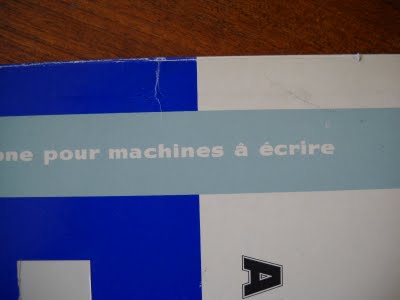 one pour machines à écrire
A